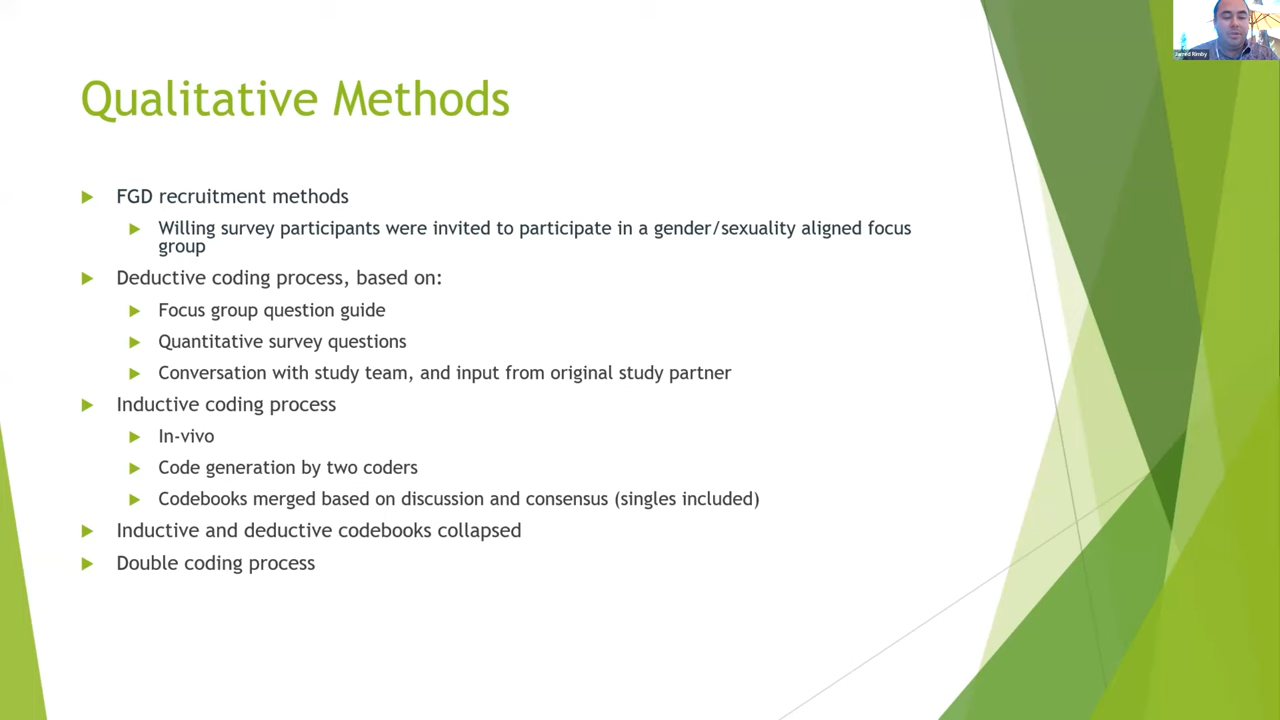 Jarred Rimby
Qualitative Methods
FGD recruitment methods
Willing survey participants were invited to participate in a gender/sexuality aligned focus
group
Deductive coding process, based on:
Focus group question guide
Quantitative survey questions
Conversation with study team, and input from original study partner
Inductive coding process
In-vivo
Code generation by two coders
Codebooks merged based on discussion and consensus (singles included)
Inductive and deductive codebooks collapsed
Double coding process